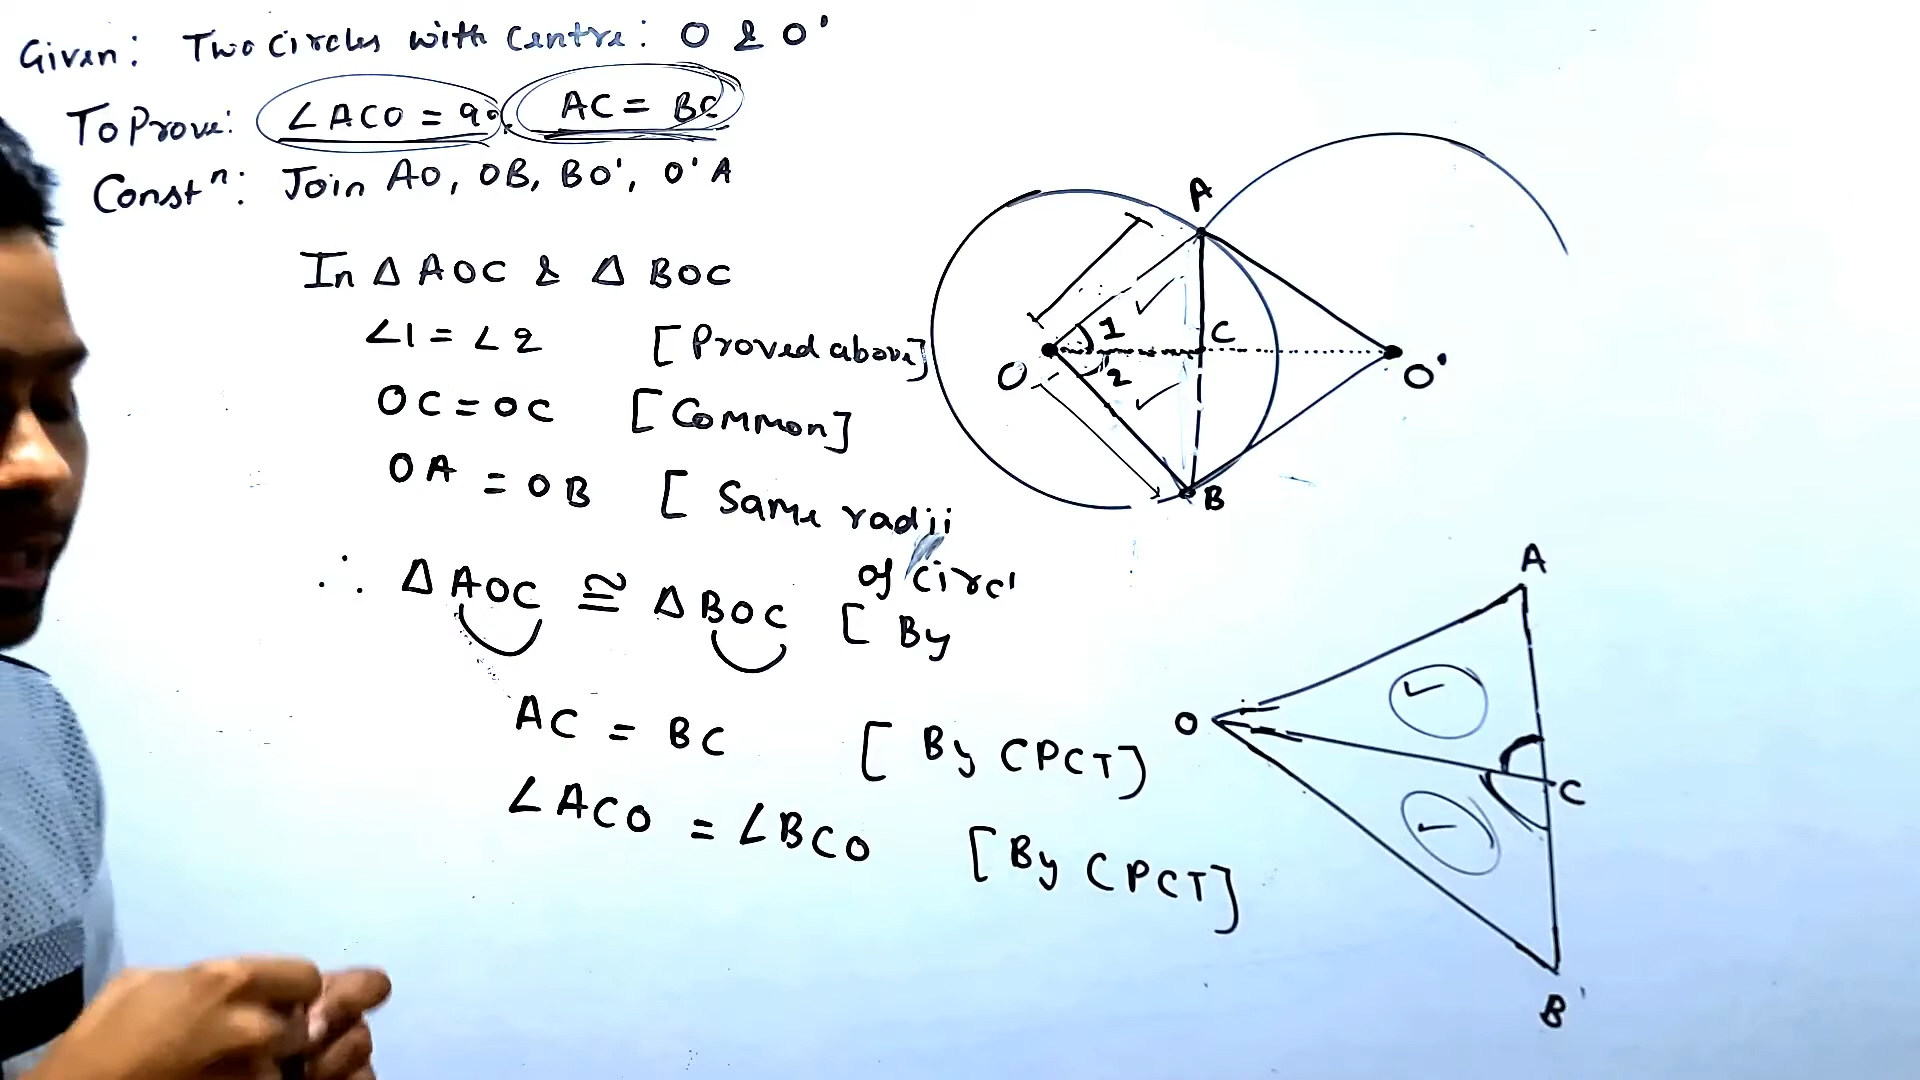 Given: Two circles with centre: O & O'
To Prove: ∠ACO = 90. AC = BC
Constⁿ: Join AO, OB, BO', O'A
In △ AOC & △ BOC
∠1 = ∠2 [Proved above]
OC = OC [Common]
OA = OB [Same radii
of circl
∴ △ AOC ≅ △ BOC [By
AC = BC [By CPCT]
∠ACO = ∠BCO [By CPCT]
A
1
C
O
2
O'
B
A
O
C
B'